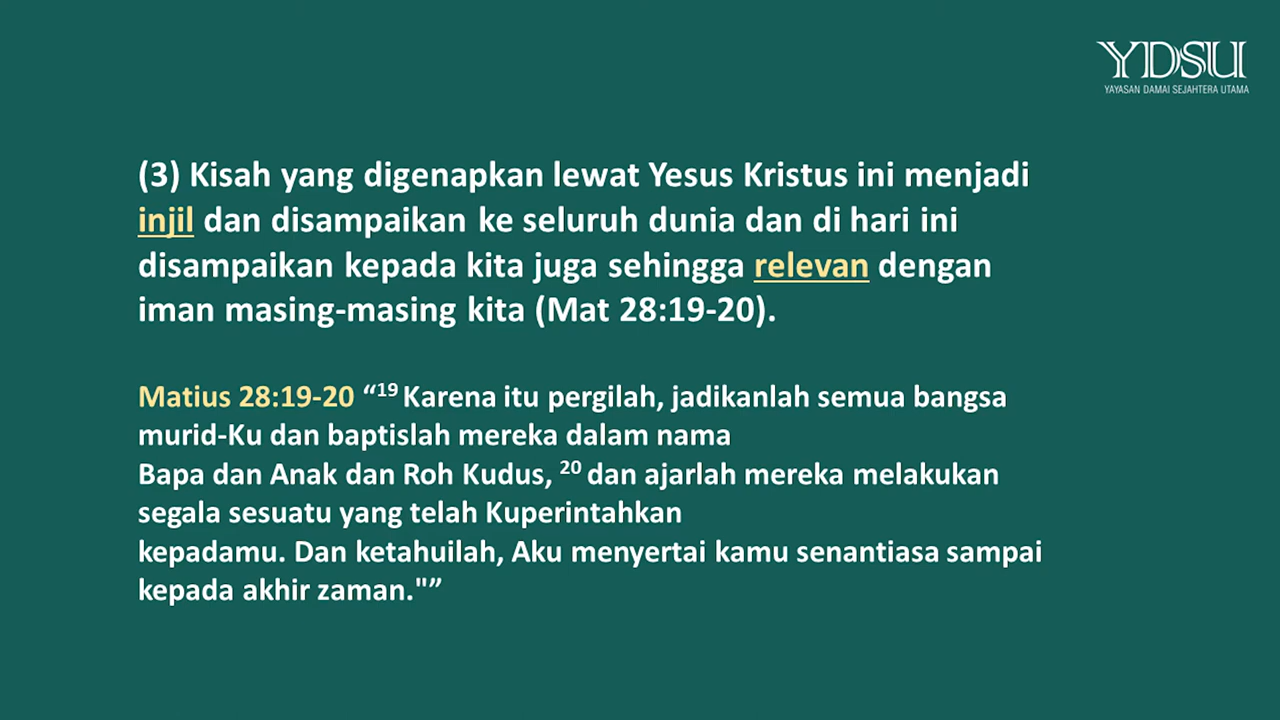 YDSU
YAYASAN DAMAI SEJAHTERA UTAMA
(3) Kisah yang digenapkan lewat Yesus Kristus ini menjadi
injil dan disampaikan ke seluruh dunia dan di hari ini
disampaikan kepada kita juga sehingga relevan dengan
iman masing-masing kita (Mat 28:19-20).
Matius 28:19-20 “19 Karena itu pergilah, jadikanlah semua bangsa
murid-Ku dan baptislah mereka dalam nama
Bapa dan Anak dan Roh Kudus, 20 dan ajarlah mereka melakukan
segala sesuatu yang telah Kuperintahkan
kepadamu. Dan ketahuilah, Aku menyertai kamu senantiasa sampai
kepada akhir zaman."”